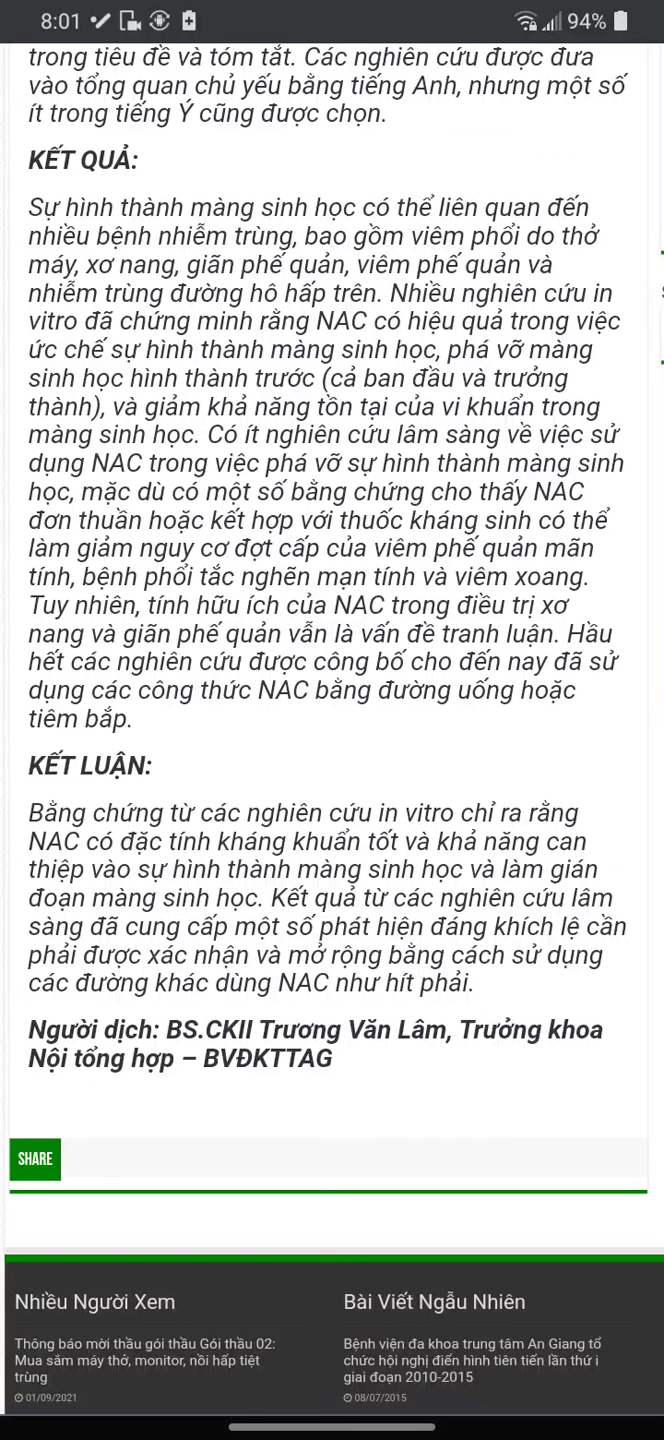 8:01
94%
trong tiêu đề và tóm tắt. Các nghiên cứu được đưa
vào tổng quan chủ yếu bằng tiếng Anh, nhưng một số
ít trong tiếng Ý cũng được chọn.
KẾT QUẢ:
Sự hình thành màng sinh học có thể liên quan đến
nhiều bệnh nhiễm trùng, bao gồm viêm phổi do thở
máy, xơ nang, giãn phế quản, viêm phế quản và
nhiễm trùng đường hô hấp trên. Nhiều nghiên cứu in
vitro đã chứng minh rằng NAC có hiệu quả trong việc
ức chế sự hình thành màng sinh học, phá vỡ màng
sinh học hình thành trước (cả ban đầu và trưởng
thành), và giảm khả năng tồn tại của vi khuẩn trong
màng sinh học. Có ít nghiên cứu lâm sàng về việc sử
dụng NAC trong việc phá vỡ sự hình thành màng sinh
học, mặc dù có một số bằng chứng cho thấy NAC
đơn thuần hoặc kết hợp với thuốc kháng sinh có thể
làm giảm nguy cơ đợt cấp của viêm phế quản mãn
tính, bệnh phổi tắc nghẽn mạn tính và viêm xoang.
Tuy nhiên, tính hữu ích của NAC trong điều trị xơ
nang và giãn phế quản vẫn là vấn đề tranh luận. Hầu
hết các nghiên cứu được công bố cho đến nay đã sử
dụng các công thức NAC bằng đường uống hoặc
tiêm bắp.
KẾT LUẬN:
Bằng chứng từ các nghiên cứu in vitro chỉ ra rằng
NAC có đặc tính kháng khuẩn tốt và khả năng can
thiệp vào sự hình thành màng sinh học và làm gián
đoạn màng sinh học. Kết quả từ các nghiên cứu lâm
sàng đã cung cấp một số phát hiện đáng khích lệ cần
phải được xác nhận và mở rộng bằng cách sử dụng
các đường khác dùng NAC như hít phải.
Người dịch: BS.CKII Trương Văn Lâm, Trưởng khoa
Nội tổng hợp – BVĐKTTAG
SHARE
Nhiều Người Xem
Thông báo mời thầu gói thầu Gói thầu 02:
Mua sắm máy thở, monitor, nồi hấp tiệt
trùng
01/09/2021
Bài Viết Ngẫu Nhiên
Bệnh viện đa khoa trung tâm An Giang tổ
chức hội nghị điển hình tiên tiến lần thứ i
giai đoạn 2010-2015
08/07/2015